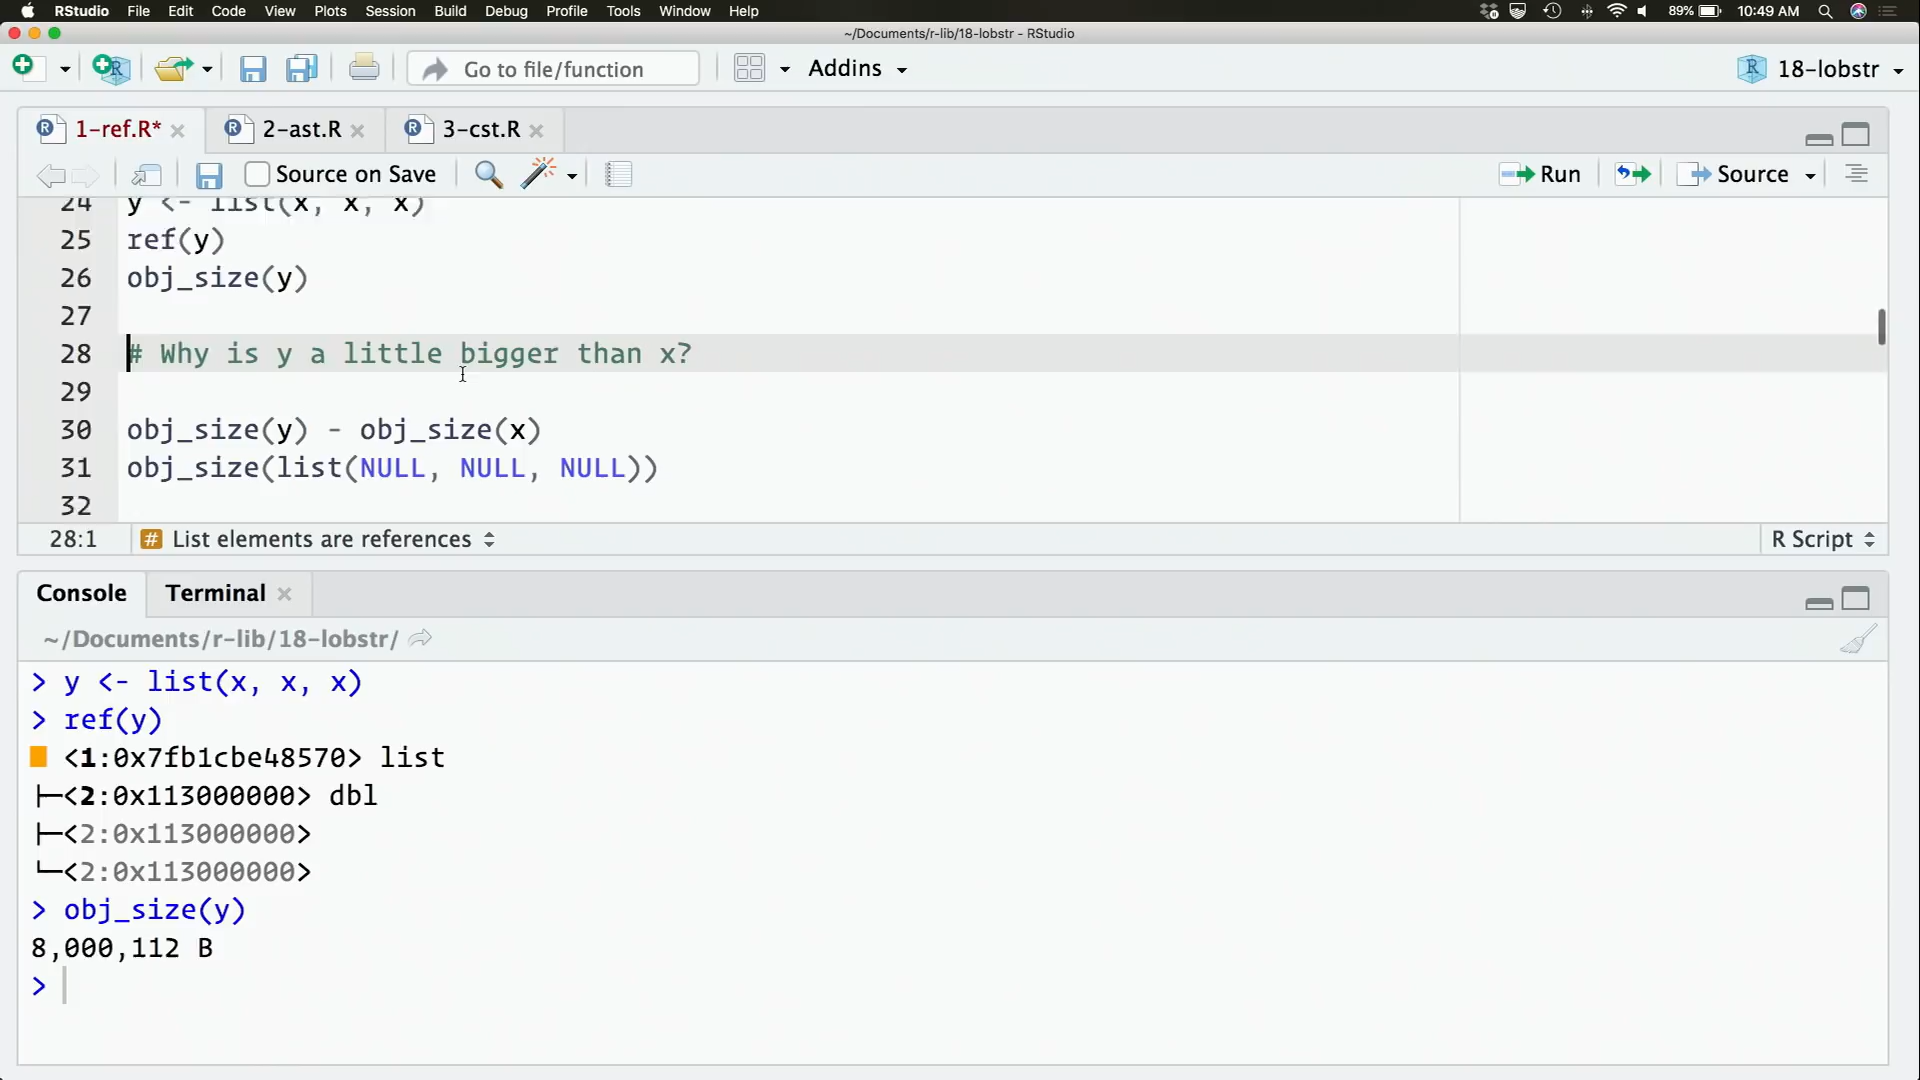 RStudio File Edit Code View Plots Session Build Debug Profile Tools Window Help 89% 10:49 AM
~/Documents/r-lib/18-lobstr - RStudio
Go to file/function Addins 18-lobstr
1-ref.R* 2-ast.R 3-cst.R
Source on Save Run Source
24 y <- list(x, x, x)
25 ref(y)
26 obj_size(y)
27
28 # Why is y a little bigger than x?
29
30 obj_size(y) - obj_size(x)
31 obj_size(list(NULL, NULL, NULL))
32
28:1 # List elements are references R Script
Console Terminal
~/Documents/r-lib/18-lobstr/
> y <- list(x, x, x)
> ref(y)
█ <1:0x7fb1cbe48570> list
├─<2:0x113000000> dbl
├─<2:0x113000000>
└─<2:0x113000000>
> obj_size(y)
8,000,112 B
>